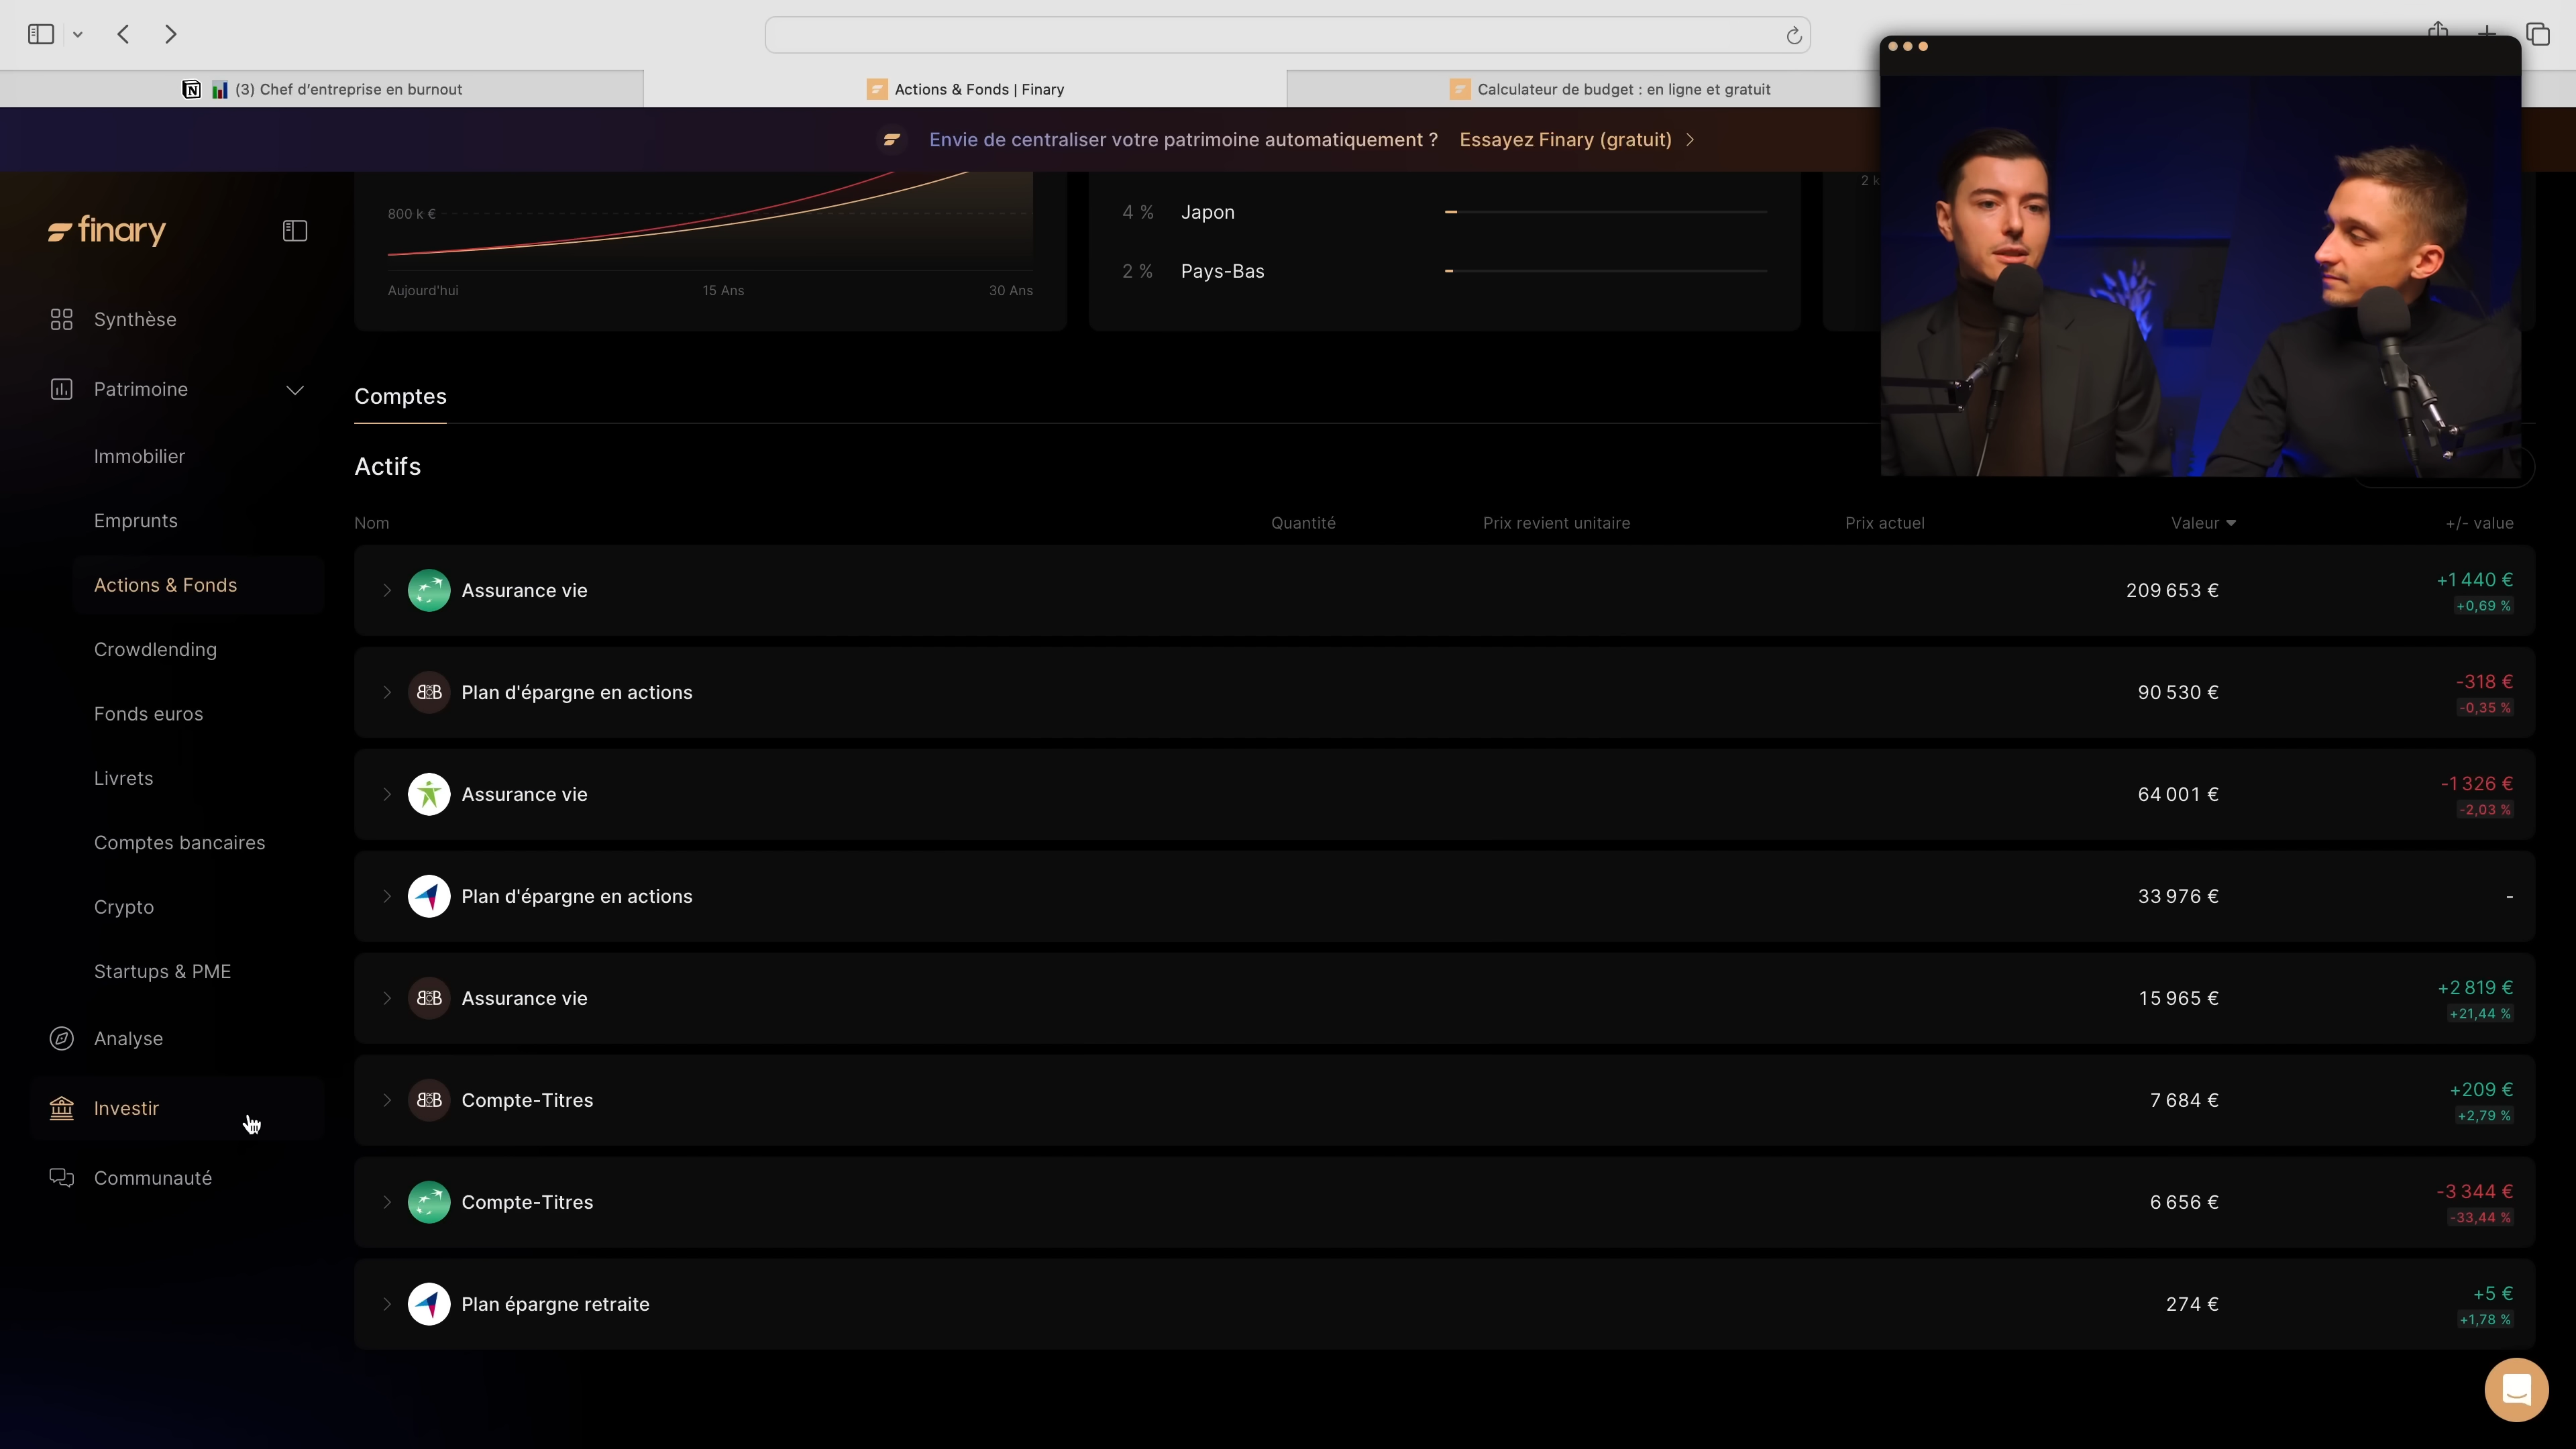 (3) Chef d'entreprise en burnout
Actions & Fonds | Finary
Calculateur de budget : en ligne et gratuit
Envie de centraliser votre patrimoine automatiquement ? Essayez Finary (gratuit)
finary
Synthèse
Patrimoine
Immobilier
Emprunts
Actions & Fonds
Crowdlending
Fonds euros
Livrets
Comptes bancaires
Crypto
Startups & PME
Analyse
Investir
Communauté
800 k €
Aujourd'hui 15 Ans 30 Ans
4 % Japon
2 % Pays-Bas
Comptes
Actifs
Nom Quantité Prix revient unitaire Prix actuel Valeur +/- value
Assurance vie 209 653 € +1 440 €
+0,69 %
BB Plan d'épargne en actions 90 530 € -318 €
-0,35 %
Assurance vie 64 001 € -1 326 €
-2,03 %
Plan d'épargne en actions 33 976 € -
BB Assurance vie 15 965 € +2 819 €
+21,44 %
BB Compte-Titres 7 684 € +209 €
+2,79 %
Compte-Titres 6 656 € -3 344 €
-33,44 %
Plan épargne retraite 274 € +5 €
+1,78 %